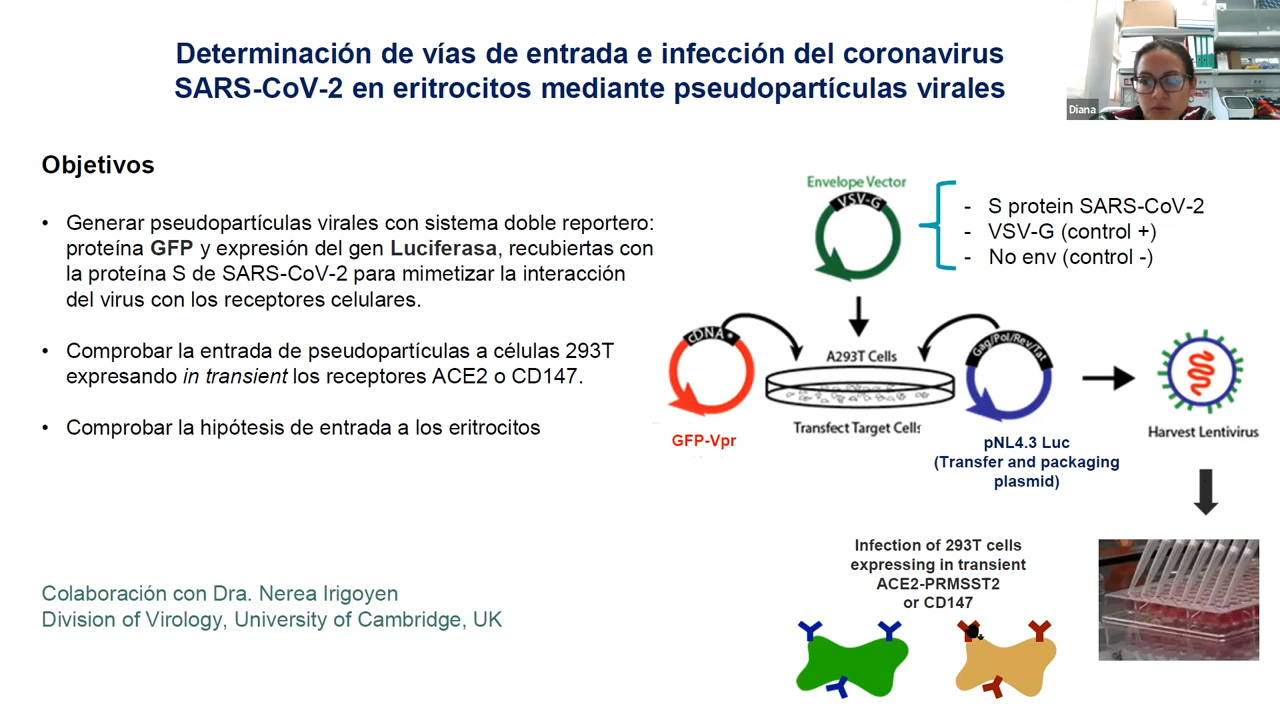 Determinación de vías de entrada e infección del coronavirus
SARS-CoV-2 en eritrocitos mediante pseudopartículas virales
Diana
Objetivos
• Generar pseudopartículas virales con sistema doble reportero:
proteína GFP y expresión del gen Luciferasa, recubiertas con
la proteína S de SARS-CoV-2 para mimetizar la interacción
del virus con los receptores celulares.
• Comprobar la entrada de pseudopartículas a células 293T
expresando in transient los receptores ACE2 o CD147.
• Comprobar la hipótesis de entrada a los eritrocitos
Colaboración con Dra. Nerea Irigoyen
Division of Virology, University of Cambridge, UK
Envelope Vector
VSV-G
- S protein SARS-CoV-2
- VSV-G (control +)
- No env (control -)
cDNA*
A293T Cells
Gag/Pol/Rev/Tat
Transfect Target Cells
GFP-Vpr
pNL4.3 Luc
(Transfer and packaging
plasmid)
Harvest Lentivirus
Infection of 293T cells
expressing in transient
ACE2-PRMSST2
or CD147